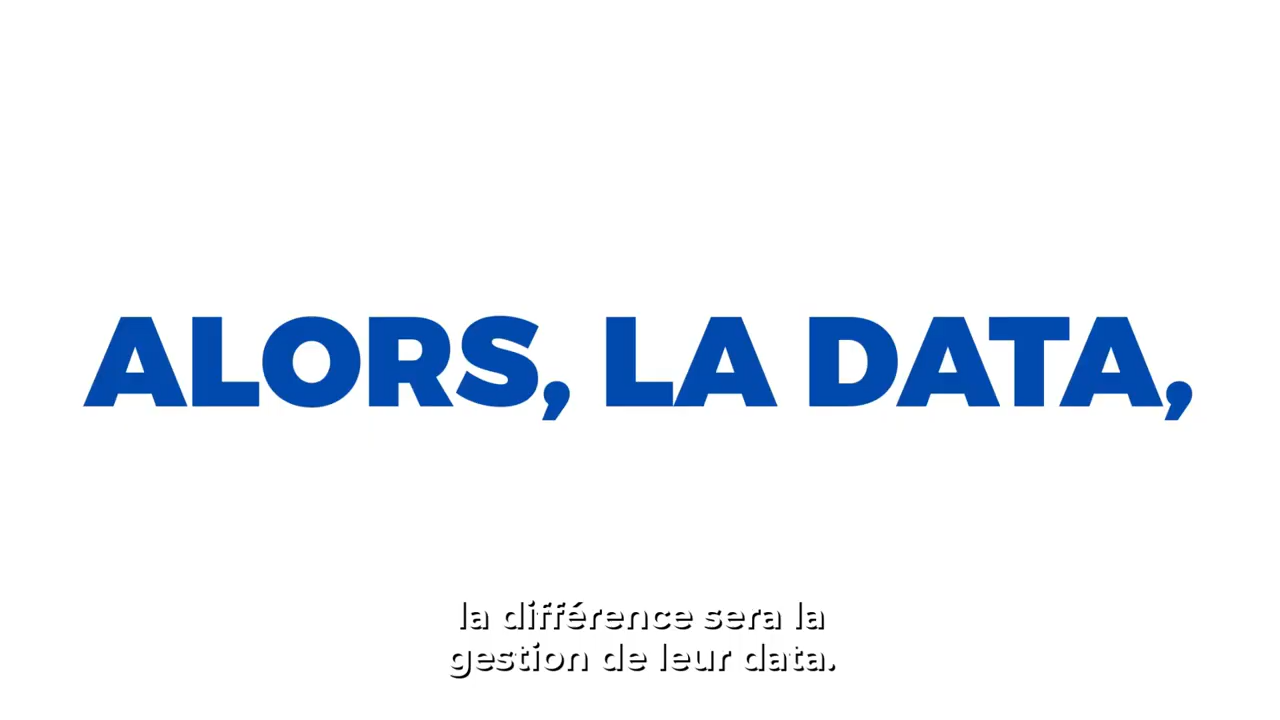 ALORS, LA DATA,
la différence sera la
gestion de leur data.